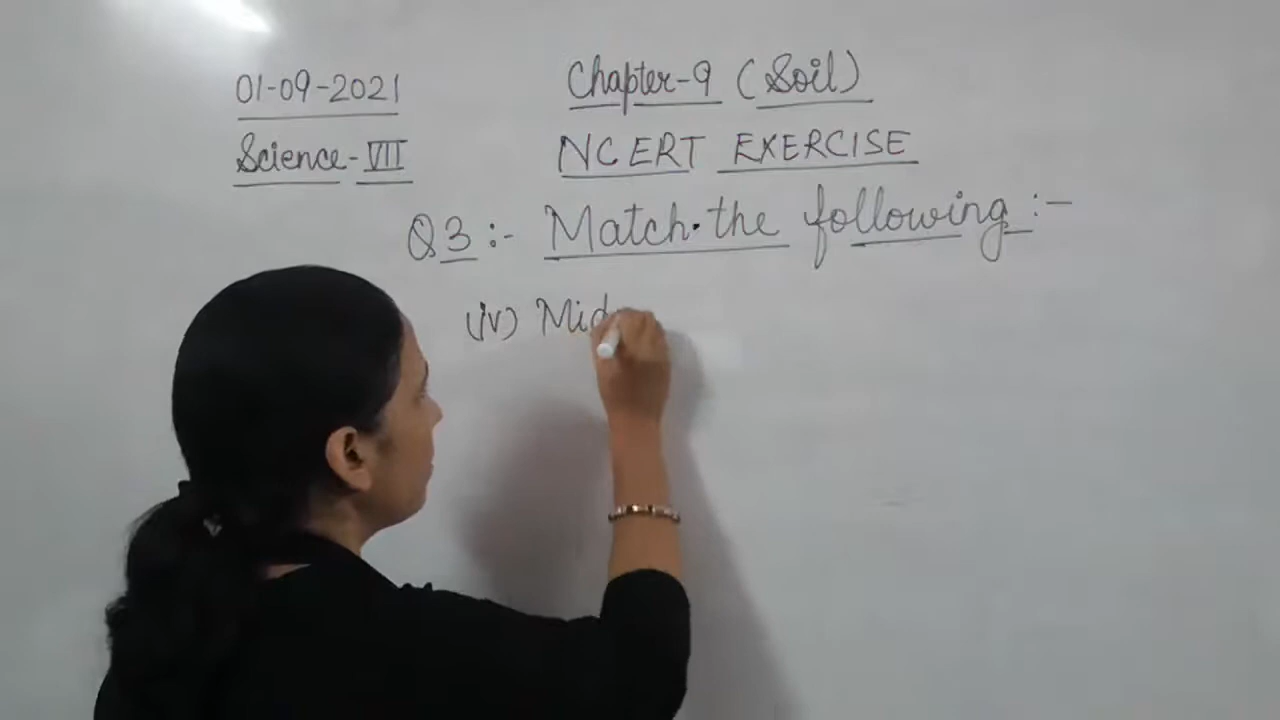 01-09-2021 Chapter-9 (Soil)
Science-VII NCERT EXERCISE
Q3:- Match the following:-
(iv) Mid